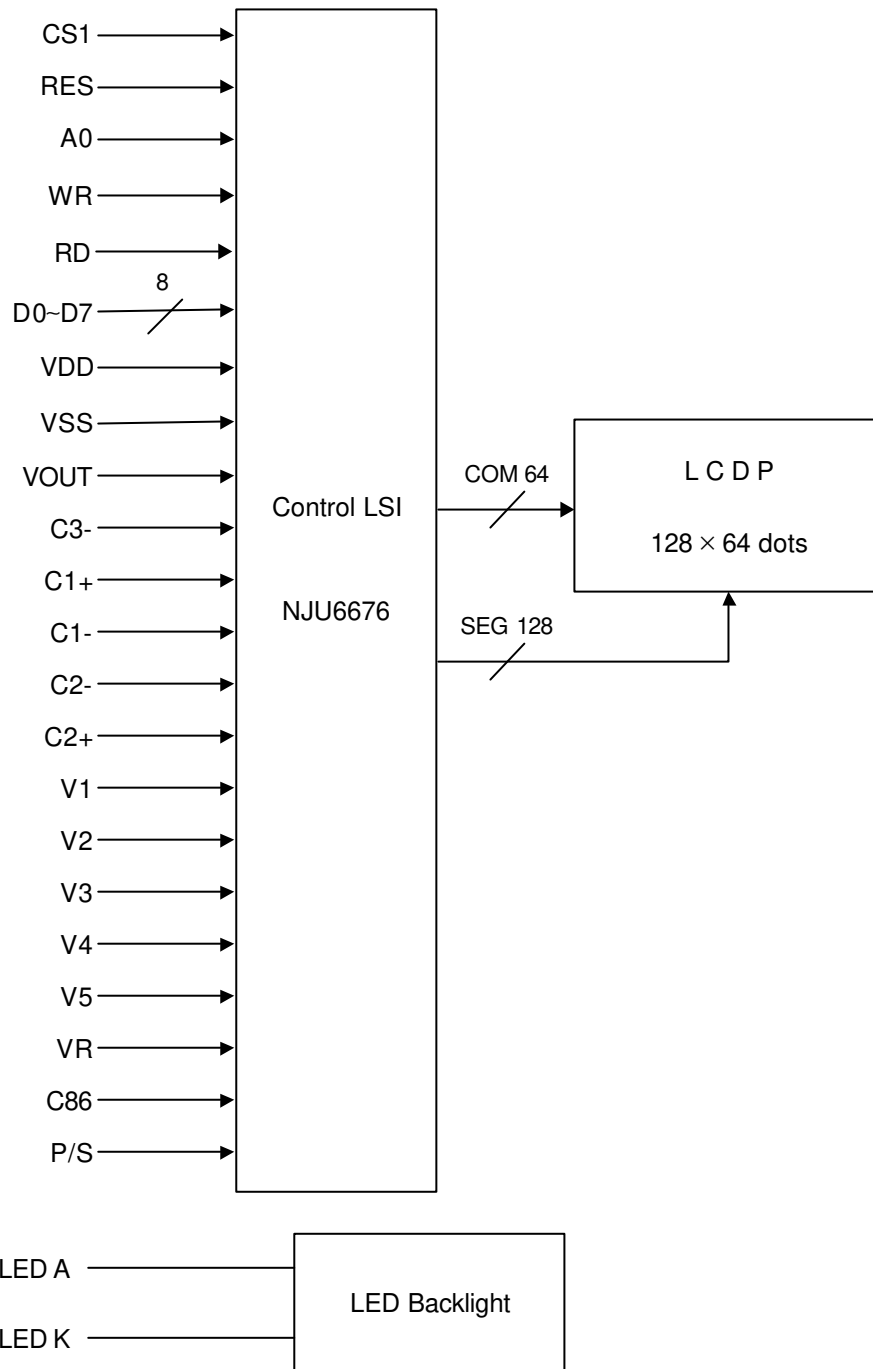 CS1
RES
A0
WR
RD
8
D0~D7
VDD
VSS
VOUT
C3-
C1+
C1-
C2-
C2+
V1
V2
V3
V4
V5
VR
C86
P/S
Control LSI
NJU6676
COM 64
SEG 128
L C D P
128 × 64 dots
LED A
LED K
LED Backlight